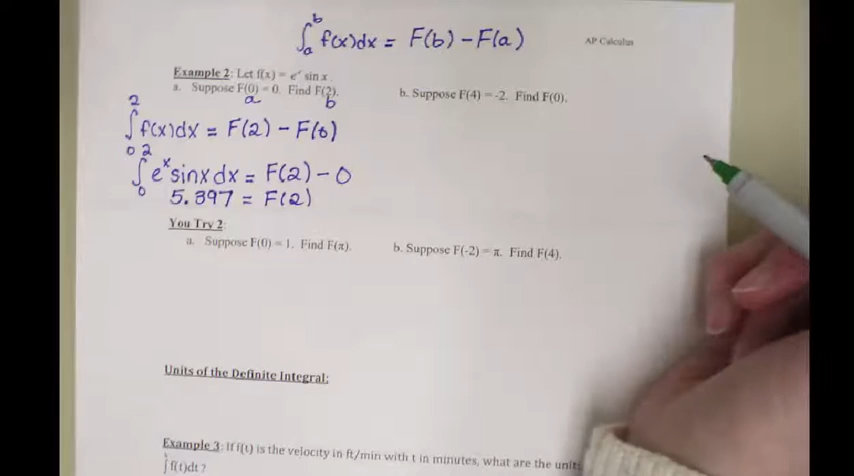 ∫ₐᵇ f(x)dx = F(b) − F(a)
AP Calculus
Example 2: Let f(x) = eˣ sin x.
a. Suppose F(0) = 0. Find F(2).
a b
b. Suppose F(4) = -2. Find F(0).
∫₀² f(x)dx = F(2) − F(0)
∫₀² eˣ sinx dx = F(2) − 0
5.397 = F(2)
You Try 2:
a. Suppose F(0) = 1. Find F(π).
b. Suppose F(-2) = π. Find F(4).
Units of the Definite Integral:
Example 3: If f(t) is the velocity in ft/min with t in minutes, what are the
∫ f(t)dt ?